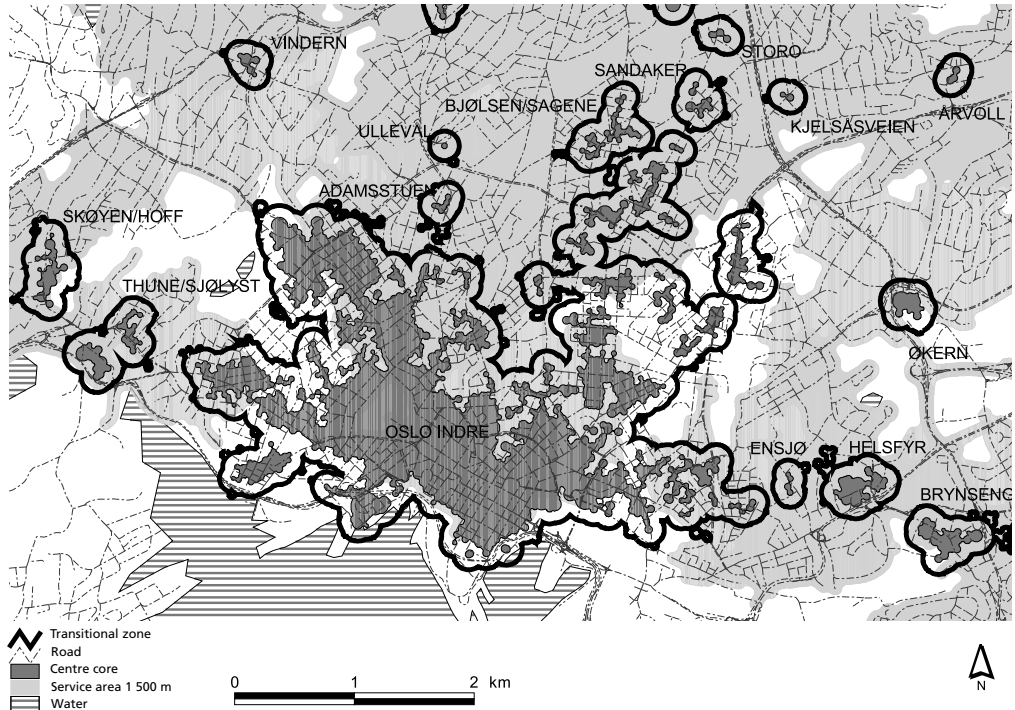 VINDERN
STORO
SANDAKER
BJØLSEN/SAGENE
ÅRVOLL
KJELSÅSVEIEN
ULLEVÅL
ADAMSSTUEN
SKØYEN/HOFF
THUNE/SJØLYST
ØKERN
OSLO INDRE
ENSJØ
HELSFYR
BRYNSENG
Transitional zone
Road
Centre core
Service area 1 500 m
Water
0 1 2 km
N